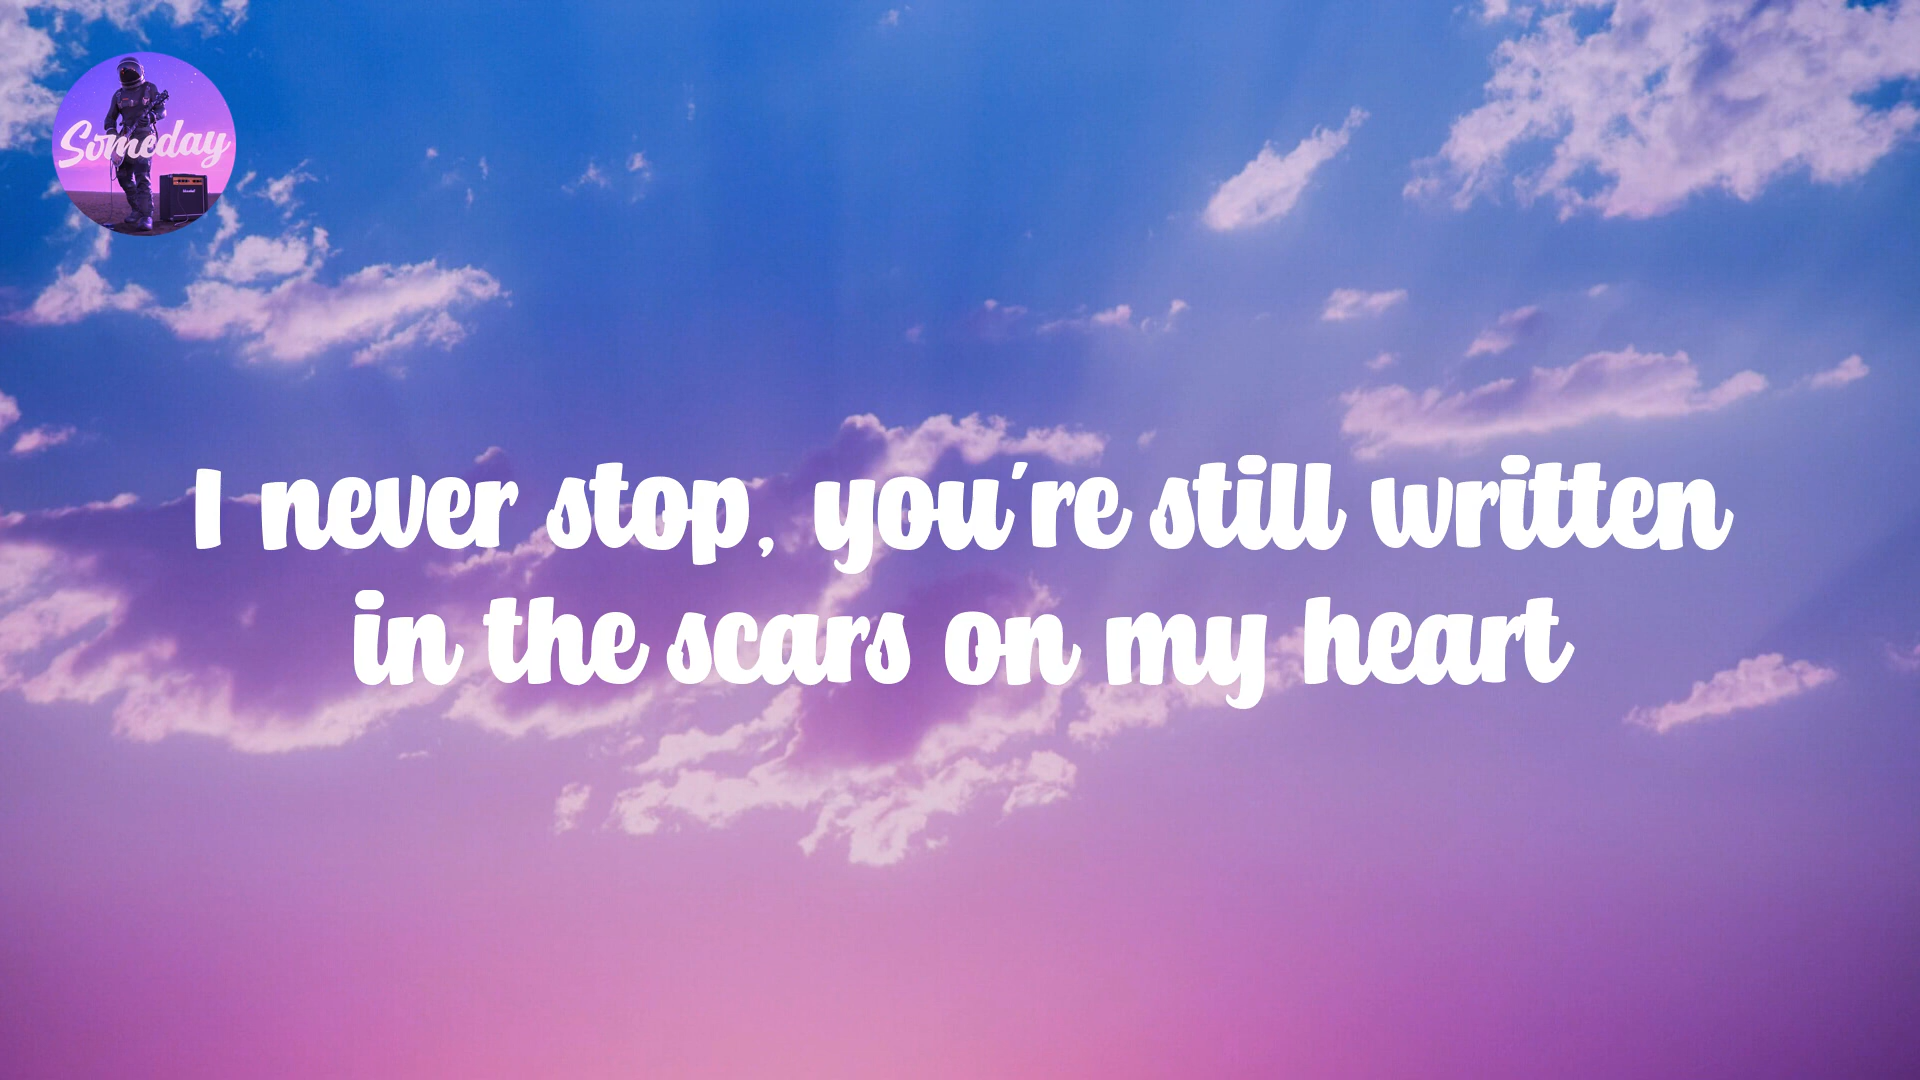 Someday
I never stop, you're still written
in the scars on my heart